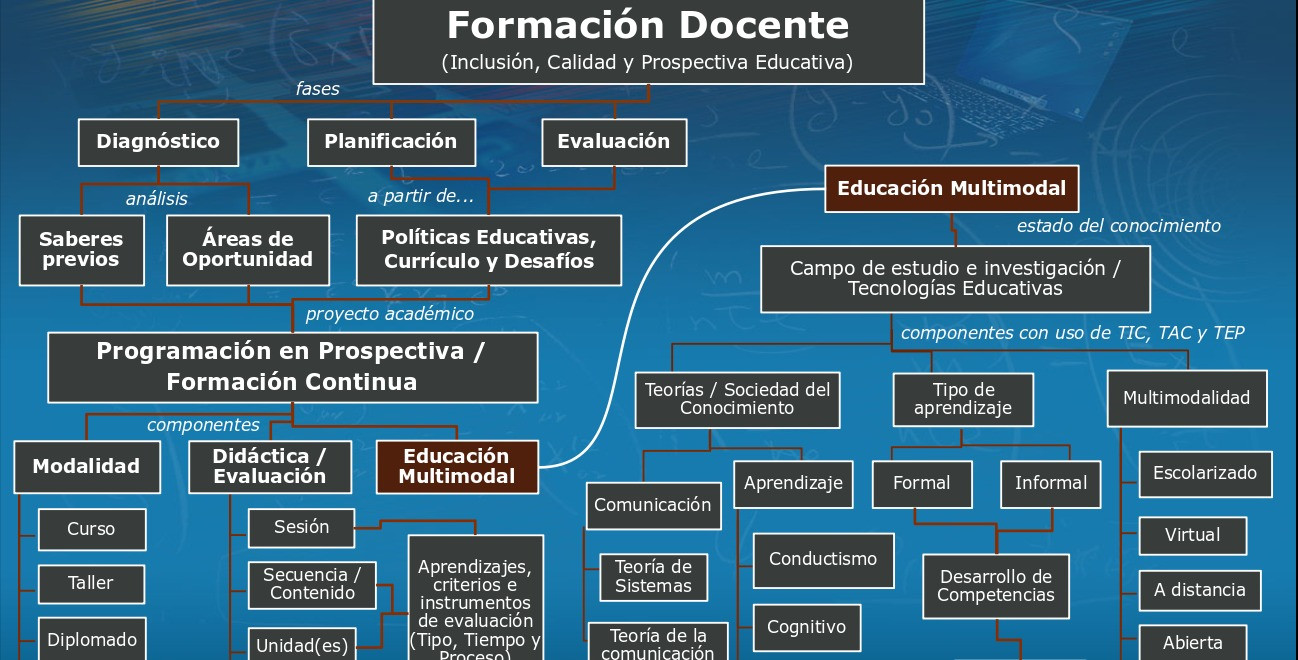 Formación Docente
(Inclusión, Calidad y Prospectiva Educativa)
fases
Diagnóstico
Planificación
Evaluación
análisis
a partir de...
Saberes
previos
Áreas de
Oportunidad
Políticas Educativas,
Currículo y Desafíos
proyecto académico
Programación en Prospectiva /
Formación Continua
componentes
Modalidad
Didáctica /
Evaluación
Educación
Multimodal
Curso
Taller
Diplomado
Sesión
Secuencia /
Contenido
Unidad(es)
Aprendizajes,
criterios e
instrumentos
de evaluación
(Tipo, Tiempo y
Proceso)
Educación Multimodal
estado del conocimiento
Campo de estudio e investigación /
Tecnologías Educativas
componentes con uso de TIC, TAC y TEP
Teorías / Sociedad del
Conocimiento
Tipo de
aprendizaje
Multimodalidad
Comunicación
Aprendizaje
Formal
Informal
Escolarizado
Teoría de
Sistemas
Conductismo
Desarrollo de
Competencias
Virtual
A distancia
Teoría de la
comunicación
Cognitivo
Abierta